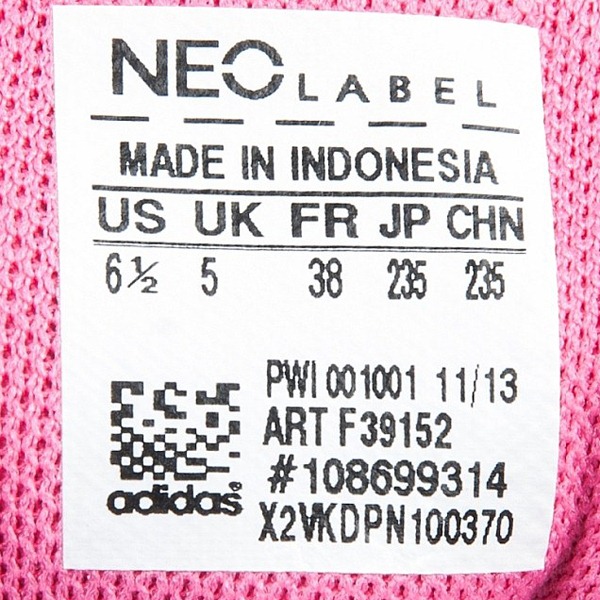 NEO LABEL
MADE IN INDONESIA
US UK FR JP CHN
6½ 5 38 235 235
PWI 001001 11/13
ART F39152
#108699314
adidas®
X2VKDPN100370